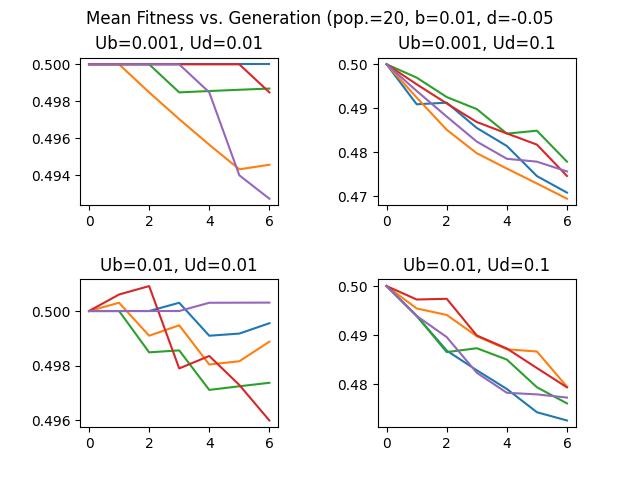 Mean Fitness vs. Generation (pop.=20, b=0.01, d=-0.05
Ub=0.001, Ud=0.01
0.500
0.498
0.496
0.494
0 2 4 6
Ub=0.001, Ud=0.1
0.50
0.49
0.48
0.47
0 2 4 6
Ub=0.01, Ud=0.01
0.500
0.498
0.496
0 2 4 6
Ub=0.01, Ud=0.1
0.50
0.49
0.48
0 2 4 6